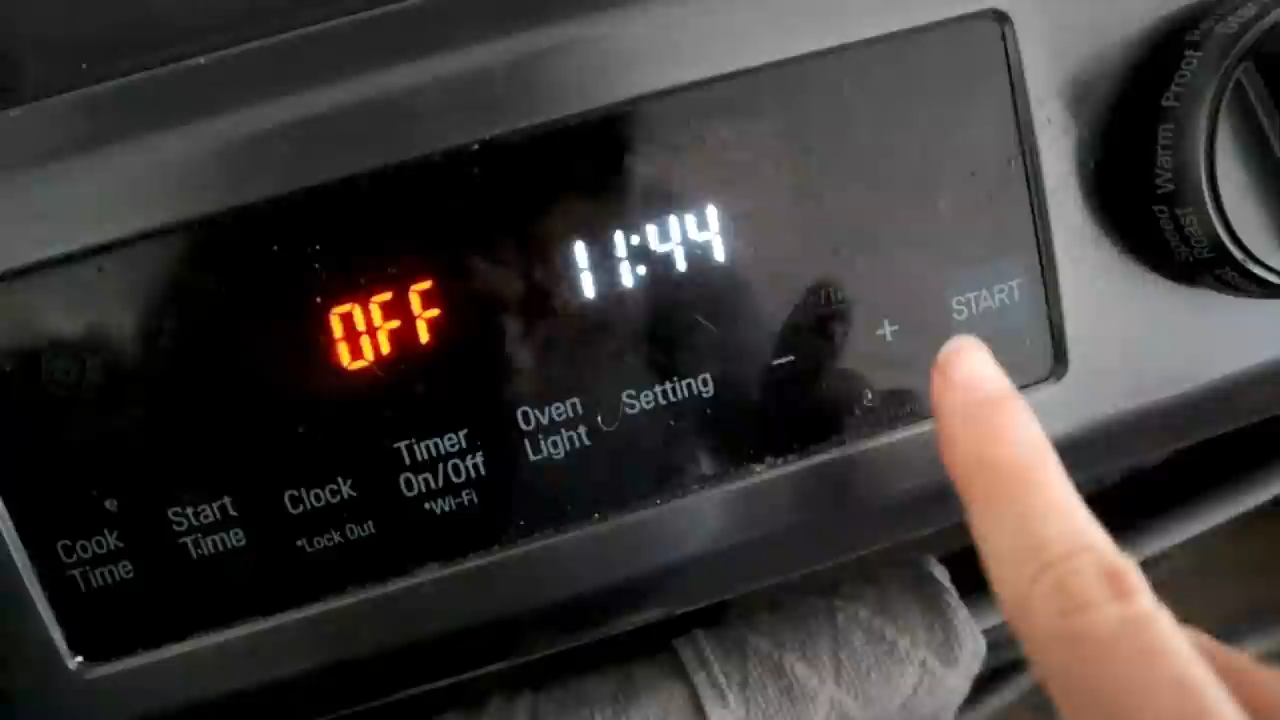 OFF
11:44
START
- +
Cook
Time
Start
Time
Clock
*Lock Out
Timer
On/Off
*Wi-Fi
Oven
Light
Setting
Proof
Warm
Speed
Roast